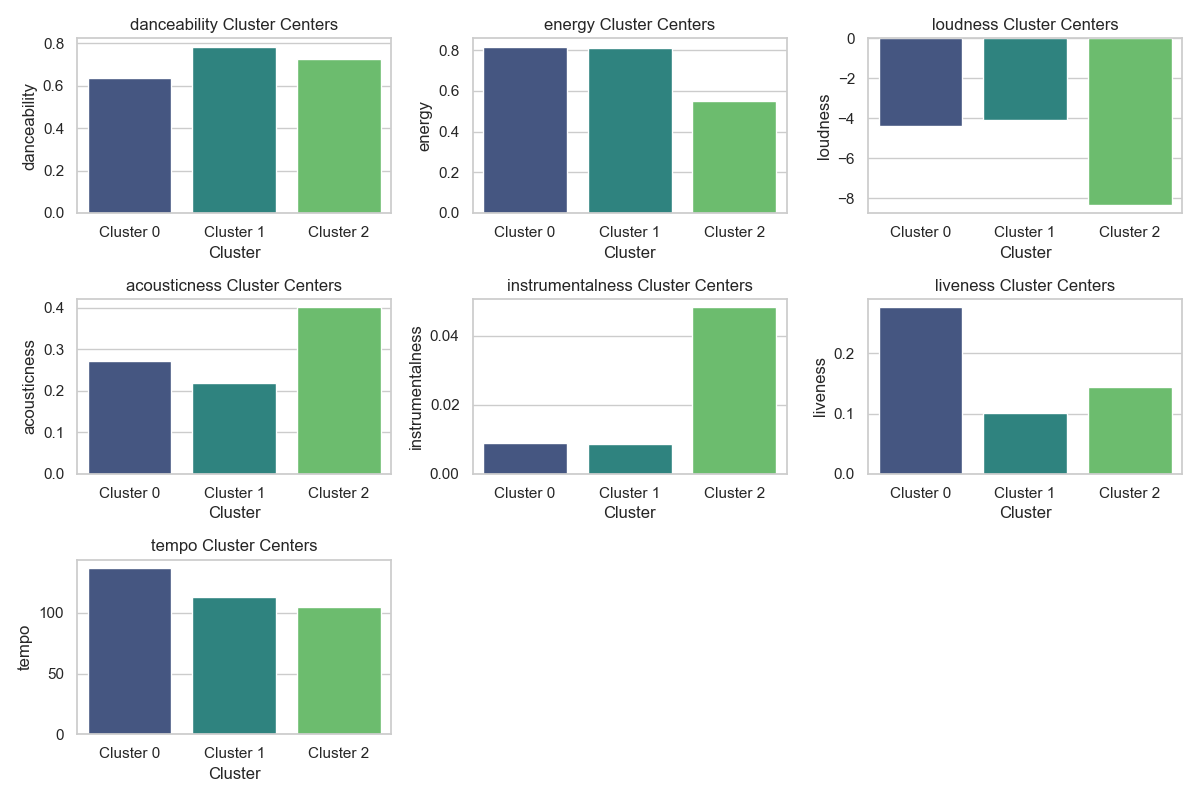 danceability Cluster Centers
danceability
0.8
0.6
0.4
0.2
0.0
Cluster 0 Cluster 1 Cluster 2
Cluster
energy Cluster Centers
energy
0.8
0.6
0.4
0.2
0.0
Cluster 0 Cluster 1 Cluster 2
Cluster
loudness Cluster Centers
loudness
0
−2
−4
−6
−8
Cluster 0 Cluster 1 Cluster 2
Cluster
acousticness Cluster Centers
acousticness
0.4
0.3
0.2
0.1
0.0
Cluster 0 Cluster 1 Cluster 2
Cluster
instrumentalness Cluster Centers
instrumentalness
0.04
0.02
0.00
Cluster 0 Cluster 1 Cluster 2
Cluster
liveness Cluster Centers
liveness
0.2
0.1
0.0
Cluster 0 Cluster 1 Cluster 2
Cluster
tempo Cluster Centers
tempo
100
50
0
Cluster 0 Cluster 1 Cluster 2
Cluster